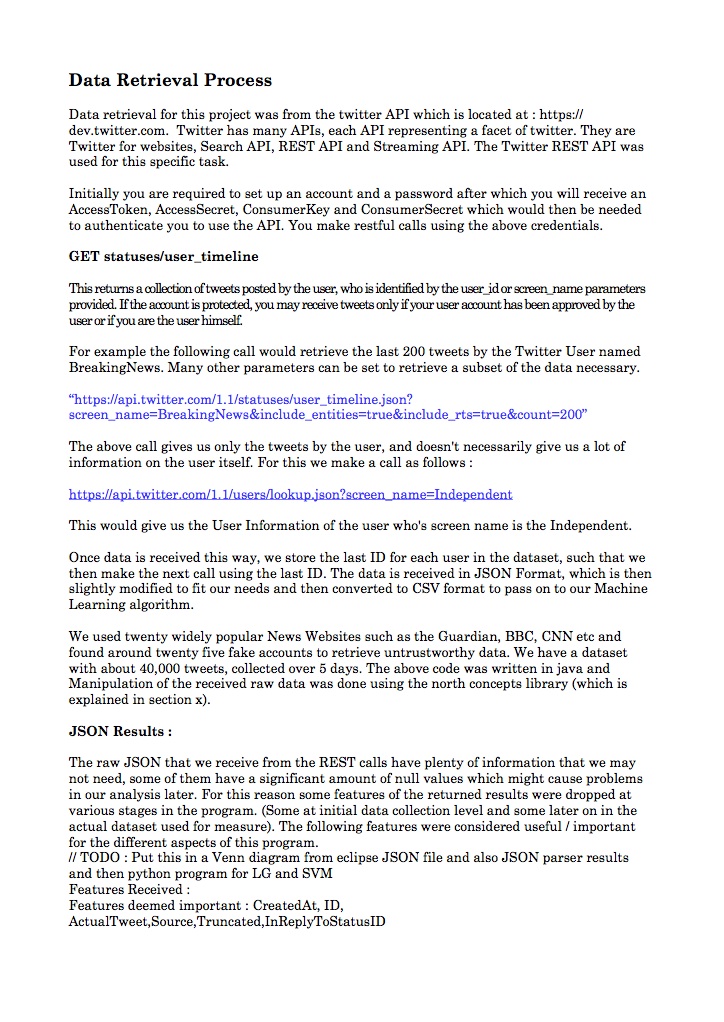 Data Retrieval Process
Data retrieval for this project was from the twitter API which is located at : https://
dev.twitter.com.  Twitter has many APIs, each API representing a facet of twitter. They are
Twitter for websites, Search API, REST API and Streaming API. The Twitter REST API was
used for this specific task.
Initially you are required to set up an account and a password after which you will receive an
AccessToken, AccessSecret, ConsumerKey and ConsumerSecret which would then be needed
to authenticate you to use the API. You make restful calls using the above credentials.
GET statuses/user_timeline
This returns a collection of tweets posted by the user, who is identified by the user_id or screen_name parameters
provided. If the account is protected, you may receive tweets only if your user account has been approved by the
user or if you are the user himself.
For example the following call would retrieve the last 200 tweets by the Twitter User named
BreakingNews. Many other parameters can be set to retrieve a subset of the data necessary.
“https://api.twitter.com/1.1/statuses/user_timeline.json?
screen_name=BreakingNews&include_entities=true&include_rts=true&count=200”
The above call gives us only the tweets by the user, and doesn't necessarily give us a lot of
information on the user itself. For this we make a call as follows :
https://api.twitter.com/1.1/users/lookup.json?screen_name=Independent
This would give us the User Information of the user who's screen name is the Independent.
Once data is received this way, we store the last ID for each user in the dataset, such that we
then make the next call using the last ID. The data is received in JSON Format, which is then
slightly modified to fit our needs and then converted to CSV format to pass on to our Machine
Learning algorithm.
We used twenty widely popular News Websites such as the Guardian, BBC, CNN etc and
found around twenty five fake accounts to retrieve untrustworthy data. We have a dataset
with about 40,000 tweets, collected over 5 days. The above code was written in java and
Manipulation of the received raw data was done using the north concepts library (which is
explained in section x).
JSON Results :
The raw JSON that we receive from the REST calls have plenty of information that we may
not need, some of them have a significant amount of null values which might cause problems
in our analysis later. For this reason some features of the returned results were dropped at
various stages in the program. (Some at initial data collection level and some later on in the
actual dataset used for measure). The following features were considered useful / important
for the different aspects of this program.
// TODO : Put this in a Venn diagram from eclipse JSON file and also JSON parser results
and then python program for LG and SVM
Features Received :
Features deemed important : CreatedAt, ID,
ActualTweet,Source,Truncated,InReplyToStatusID